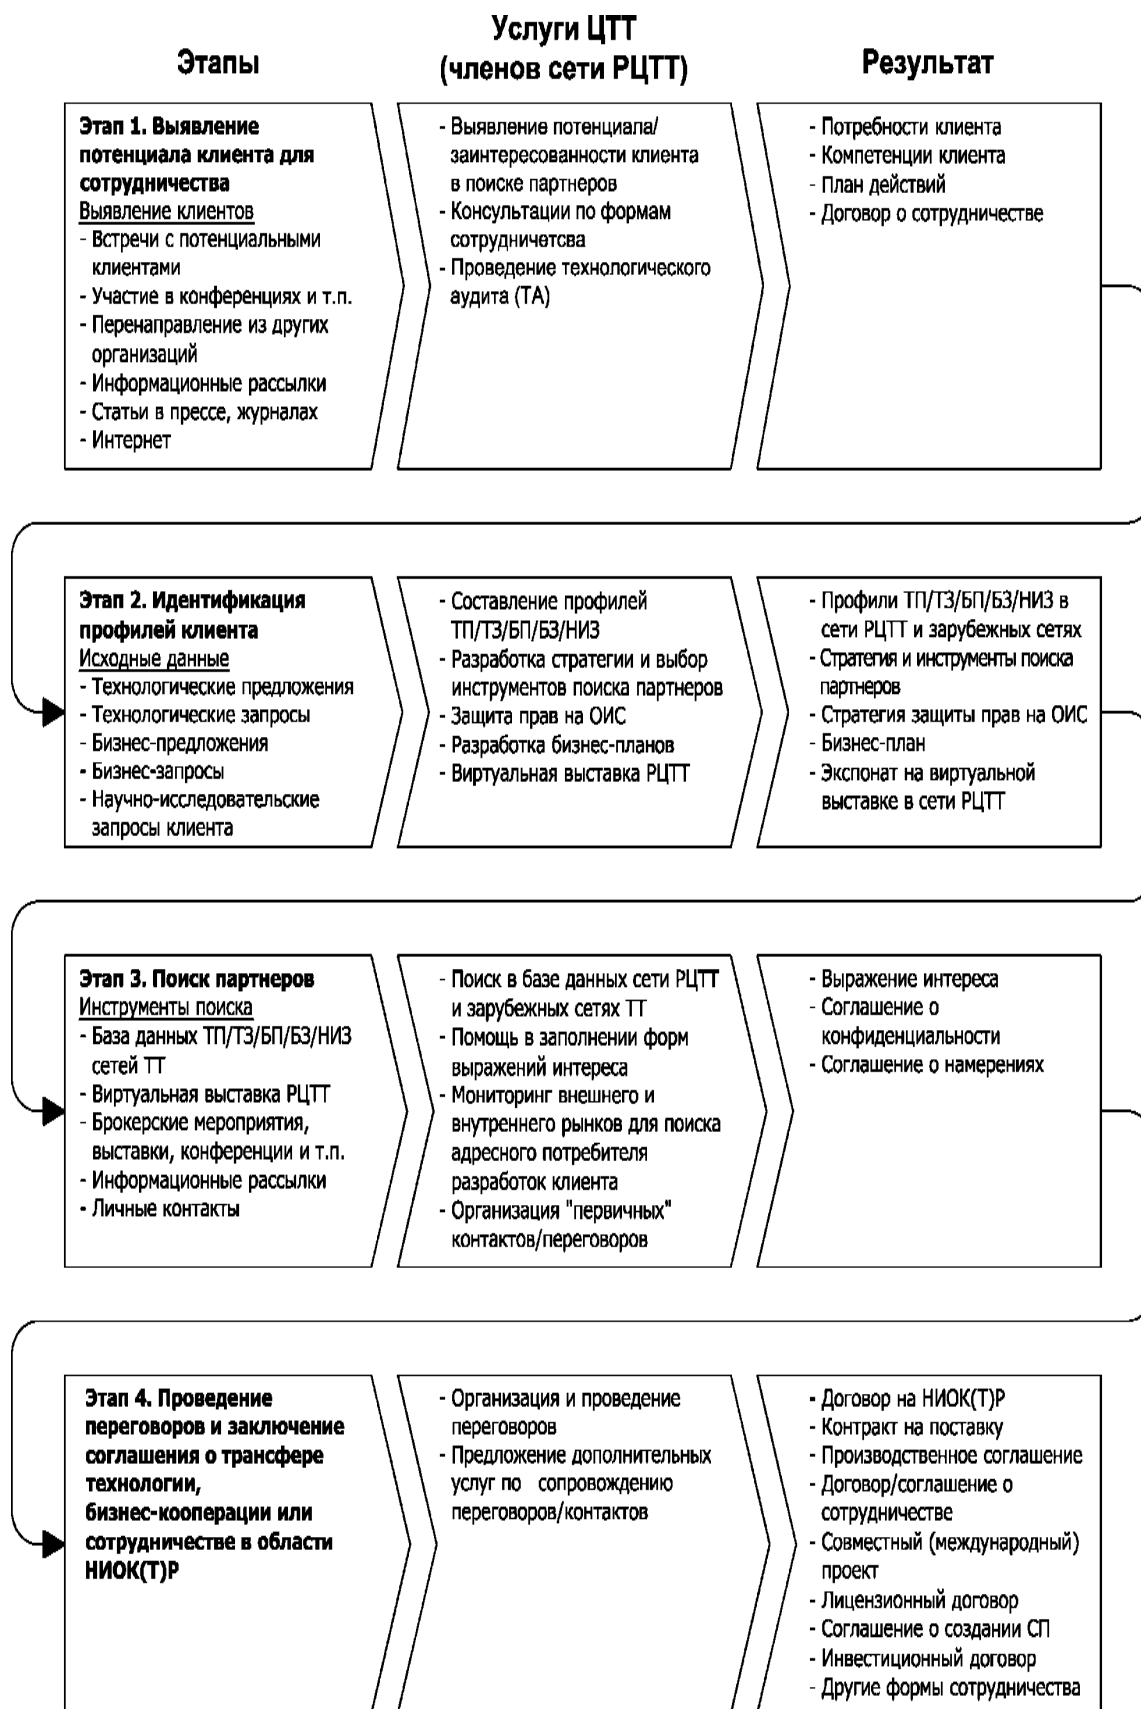 Этапы
Услуги ЦТТ
(членов сети РЦТТ)
Результат
Этап 1. Выявление
потенциала клиента для
сотрудничества
Выявление клиентов
- Встречи с потенциальными
клиентами
- Участие в конференциях и т.п.
- Перенаправление из других
организаций
- Информационные рассылки
- Статьи в прессе, журналах
- Интернет
- Выявление потенциала/
заинтересованности клиента
в поиске партнеров
- Консультации по формам
сотрудничетсва
- Проведение технологического
аудита (ТА)
- Потребности клиента
- Компетенции клиента
- План действий
- Договор о сотрудничестве
Этап 2. Идентификация
профилей клиента
Исходные данные
- Технологические предложения
- Технологические запросы
- Бизнес-предложения
- Бизнес-запросы
- Научно-исследовательские
запросы клиента
- Составление профилей
ТП/ТЗ/БП/БЗ/НИЗ
- Разработка стратегии и выбор
инструментов поиска партнеров
- Защита прав на ОИС
- Разработка бизнес-планов
- Виртуальная выставка РЦТТ
- Профили ТП/ТЗ/БП/БЗ/НИЗ в
сети РЦТТ и зарубежных сетях
- Стратегия и инструменты поиска
партнеров
- Стратегия защиты прав на ОИС
- Бизнес-план
- Экспонат на виртуальной
выставке в сети РЦТТ
Этап 3. Поиск партнеров
Инструменты поиска
- База данных ТП/ТЗ/БП/БЗ/НИЗ
сетей ТТ
- Виртуальная выставка РЦТТ
- Брокерские мероприятия,
выставки, конференции и т.п.
- Информационные рассылки
- Личные контакты
- Поиск в базе данных сети РЦТТ
и зарубежных сетях ТТ
- Помощь в заполнении форм
выражений интереса
- Мониторинг внешнего и
внутреннего рынков для поиска
адресного потребителя
разработок клиента
- Организация "первичных"
контактов/переговоров
- Выражение интереса
- Соглашение о
конфиденциальности
- Соглашение о намерениях
Этап 4. Проведение
переговоров и заключение
соглашения о трансфере
технологии,
бизнес-кооперации или
сотрудничестве в области
НИОК(Т)Р
- Организация и проведение
переговоров
- Предложение дополнительных
услуг по сопровождению
переговоров/контактов
- Договор на НИОК(Т)Р
- Контракт на поставку
- Производственное соглашение
- Договор/соглашение о
сотрудничестве
- Совместный (международный)
проект
- Лицензионный договор
- Соглашение о создании СП
- Инвестиционный договор
- Другие формы сотрудничества